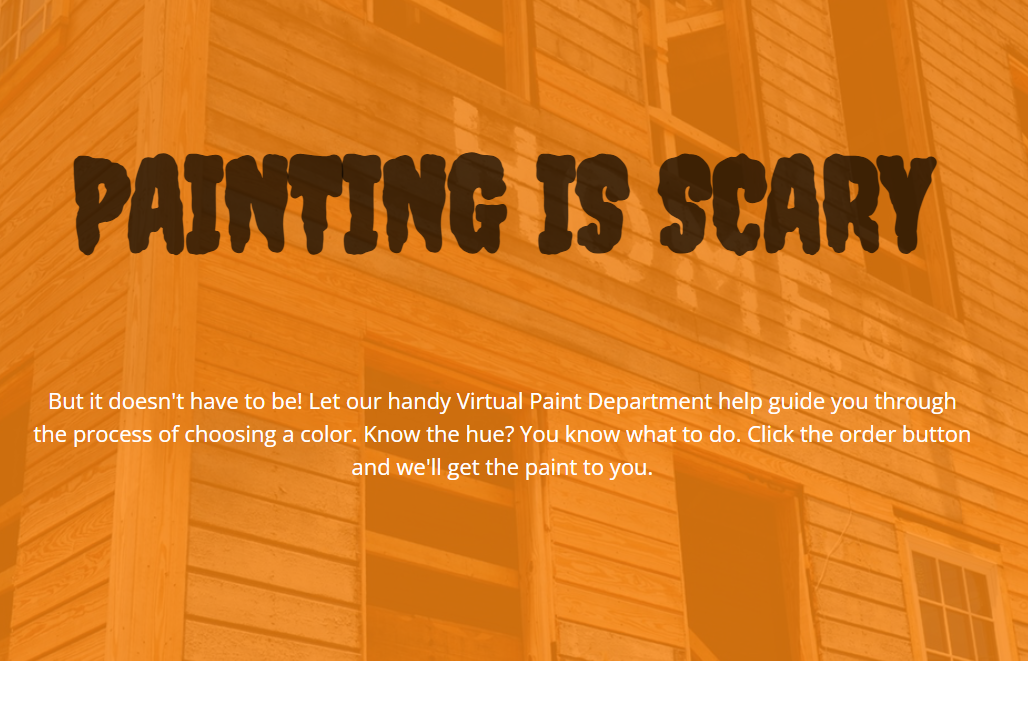 PAINTING IS SCARY
But it doesn't have to be! Let our handy Virtual Paint Department help guide you through
the process of choosing a color. Know the hue? You know what to do. Click the order button
and we'll get the paint to you.